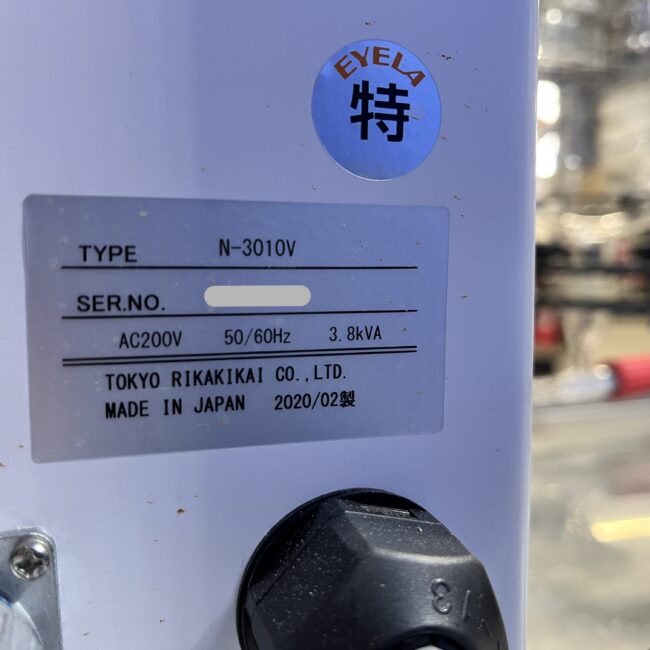 EYELA
特
TYPE N-3010V
SER.NO.
AC200V 50/60Hz 3.8kVA
TOKYO RIKAKIKAI CO.,LTD.
MADE IN JAPAN 2020/02製